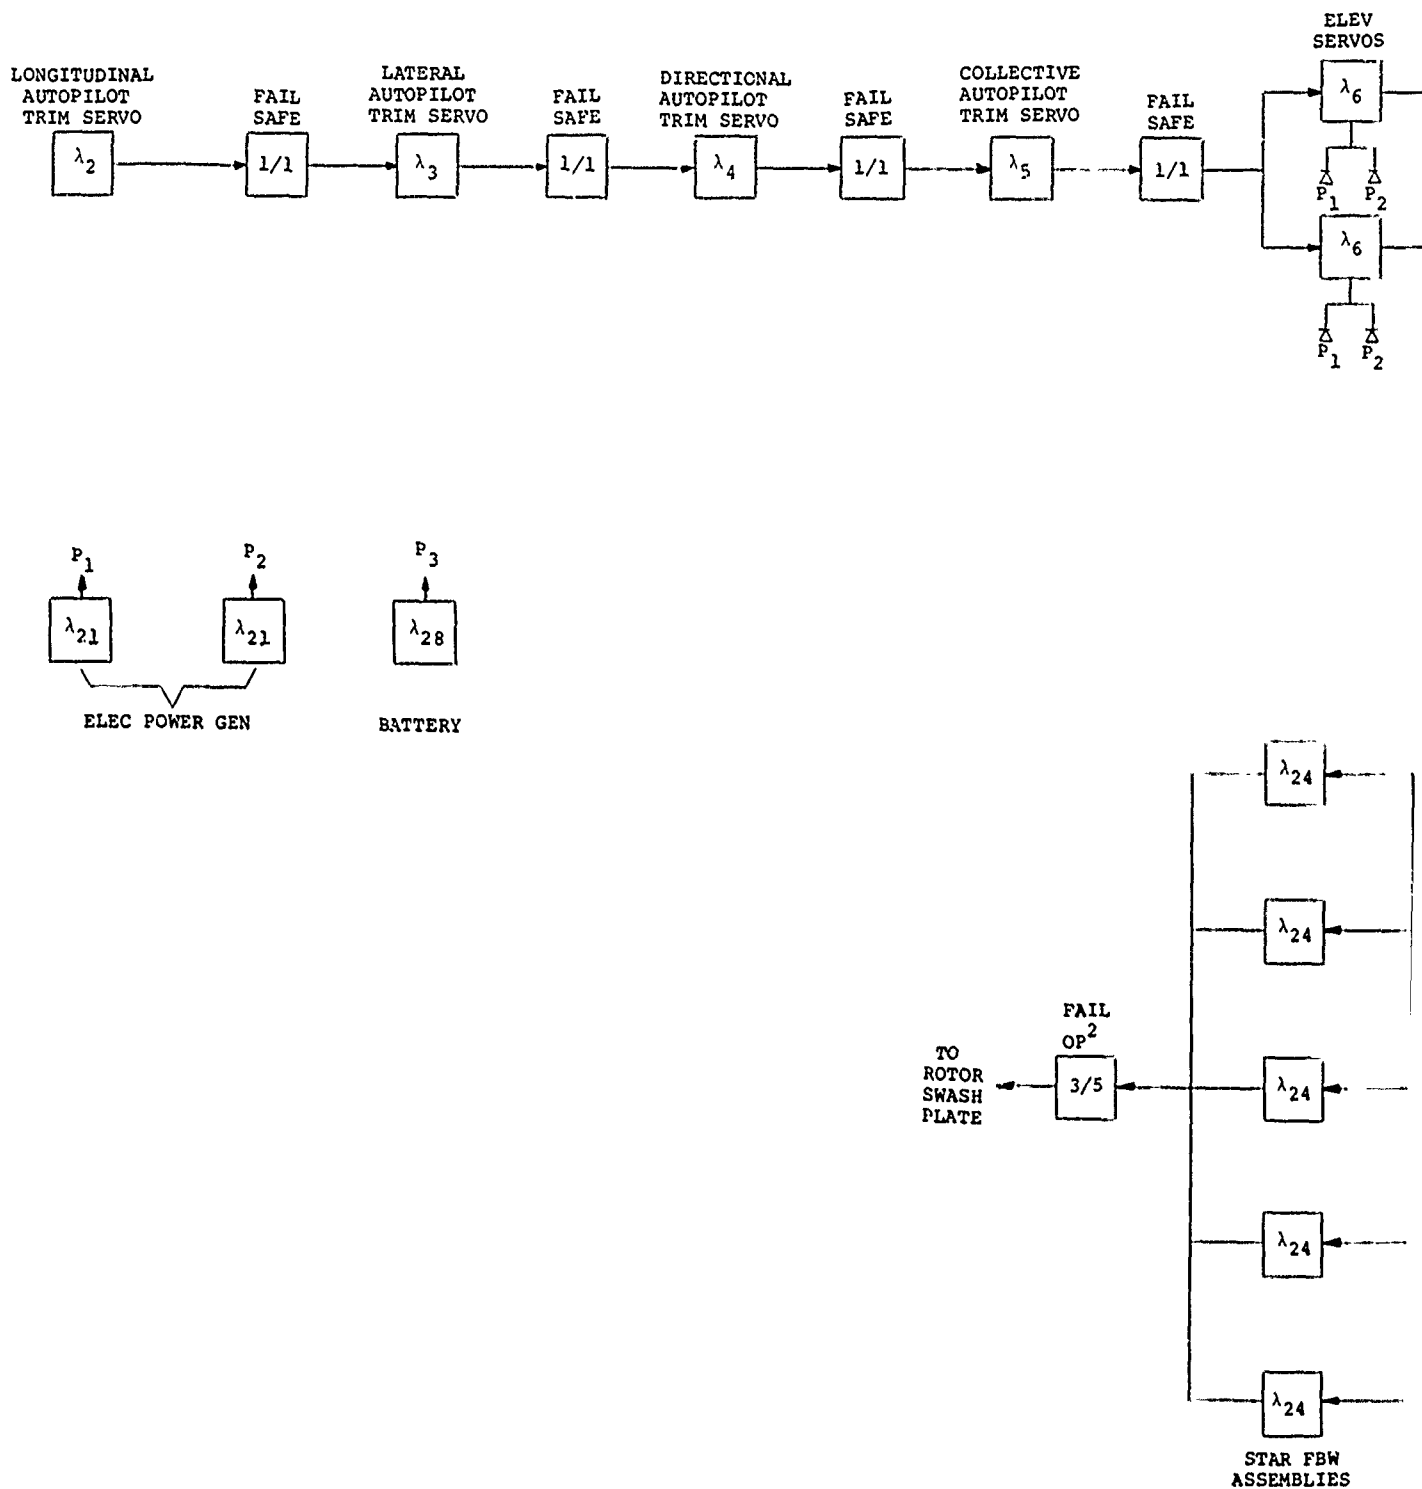 ELEV
SERVOS
LONGITUDINAL
AUTOPILOT
TRIM SERVO
FAIL
SAFE
LATERAL
AUTOPILOT
TRIM SERVO
FAIL
SAFE
DIRECTIONAL
AUTOPILOT
TRIM SERVO
FAIL
SAFE
COLLECTIVE
AUTOPILOT
TRIM SERVO
FAIL
SAFE
λ6
λ2
1/1
λ3
1/1
λ4
1/1
λ5
1/1
P1 P2
λ6
P1 P2
P1
P2
P3
λ21
λ21
λ28
ELEC POWER GEN
BATTERY
λ24
λ24
FAIL
OP2
TO
ROTOR
SWASH
PLATE
3/5
λ24
λ24
λ24
STAR FBW
ASSEMBLIES